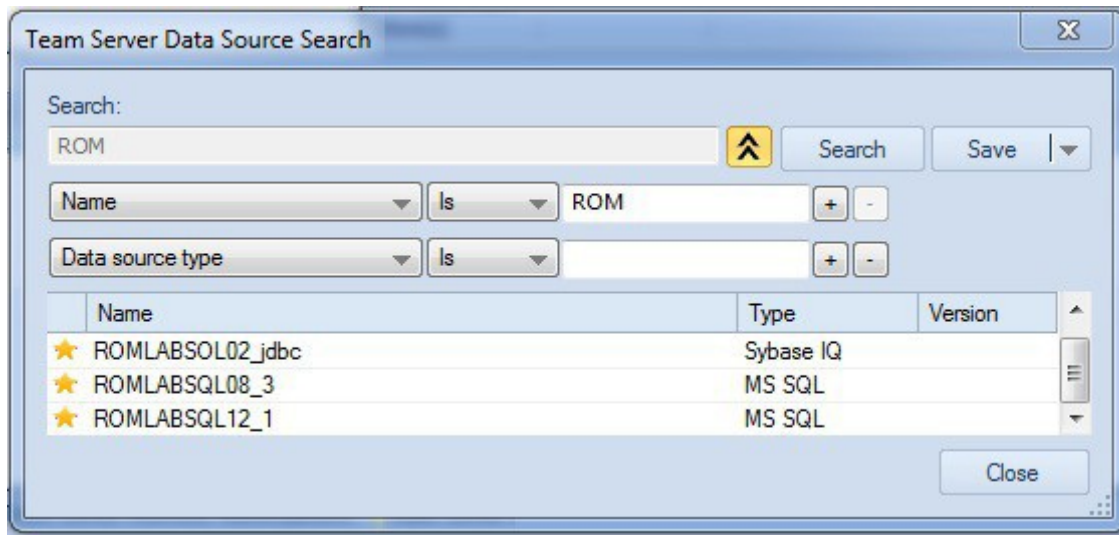 Team Server Data Source Search
Search:
ROM
Search
Save
Name Is ROM + -
Data source type Is + -
Name Type Version
ROMLABSOL02_jdbc Sybase IQ
ROMLABSQL08_3 MS SQL
ROMLABSQL12_1 MS SQL
Close